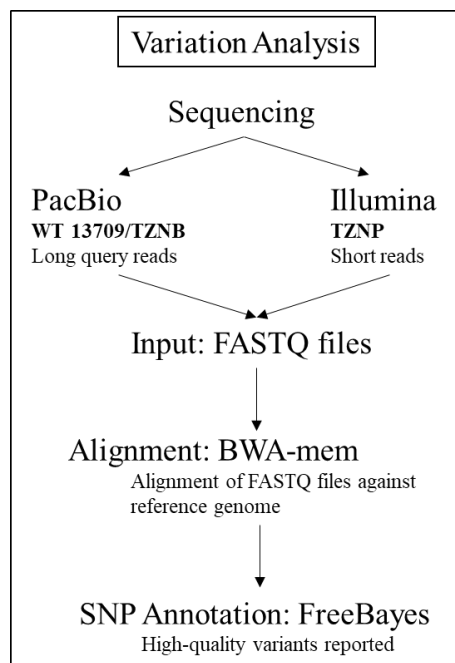 Variation Analysis
Sequencing
PacBio
WT 13709/TZNB
Long query reads
Illumina
TZNP
Short reads
Input: FASTQ files
Alignment: BWA-mem
Alignment of FASTQ files against
reference genome
SNP Annotation: FreeBayes
High-quality variants reported